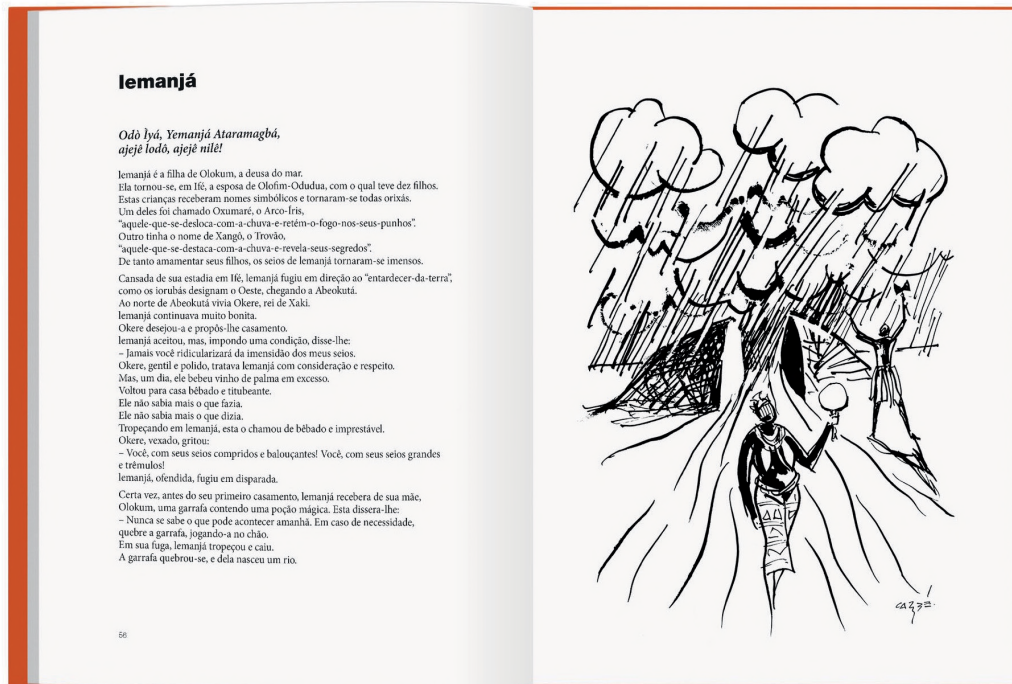 Iemanjá
Odò Ìyá, Yemanjá Ataramagbá,
ajejê lodô, ajejê nilê!
Iemanjá é a filha de Olokum, a deusa do mar.
Ela tornou-se, em Ifé, a esposa de Olofim-Odudua, com o qual teve dez filhos.
Estas crianças receberam nomes simbólicos e tornaram-se todas orixás.
Um deles foi chamado Oxumaré, o Arco-Íris,
“aquele-que-se-desloca-com-a-chuva-e-retém-o-fogo-nos-seus-punhos”.
Outro tinha o nome de Xangô, o Trovão,
“aquele-que-se-destaca-com-a-chuva-e-revela-seus-segredos”.
De tanto amamentar seus filhos, os seios de Iemanjá tornaram-se imensos.
Cansada de sua estadia em Ifé, Iemanjá fugiu em direção ao “entardecer-da-terra”,
como os iorubás designam o Oeste, chegando a Abeokutá.
Ao norte de Abeokutá vivia Okere, rei de Xaki.
Iemanjá continuava muito bonita.
Okere desejou-a e propôs-lhe casamento.
Iemanjá aceitou, mas, impondo uma condição, disse-lhe:
– Jamais você ridicularizará da imensidão dos meus seios.
Okere, gentil e polido, tratava Iemanjá com consideração e respeito.
Mas, um dia, ele bebeu vinho de palma em excesso.
Voltou para casa bêbado e titubeante.
Ele não sabia mais o que fazia.
Ele não sabia mais o que dizia.
Tropeçando em Iemanjá, esta o chamou de bêbado e imprestável.
Okere, vexado, gritou:
– Você, com seus seios compridos e balouçantes! Você, com seus seios grandes
e trêmulos!
Iemanjá, ofendida, fugiu em disparada.
Certa vez, antes do seu primeiro casamento, Iemanjá recebera de sua mãe,
Olokum, uma garrafa contendo uma poção mágica. Esta dissera-lhe:
– Nunca se sabe o que pode acontecer amanhã. Em caso de necessidade,
quebre a garrafa, jogando-a no chão.
Em sua fuga, Iemanjá tropeçou e caiu.
A garrafa quebrou-se, e dela nasceu um rio.
56